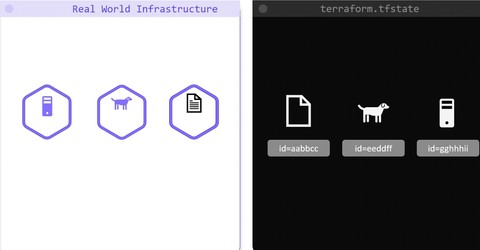 Real World Infrastructure
terraform.tfstate
id=aabbcc
id=eeddff
id=gghhhii